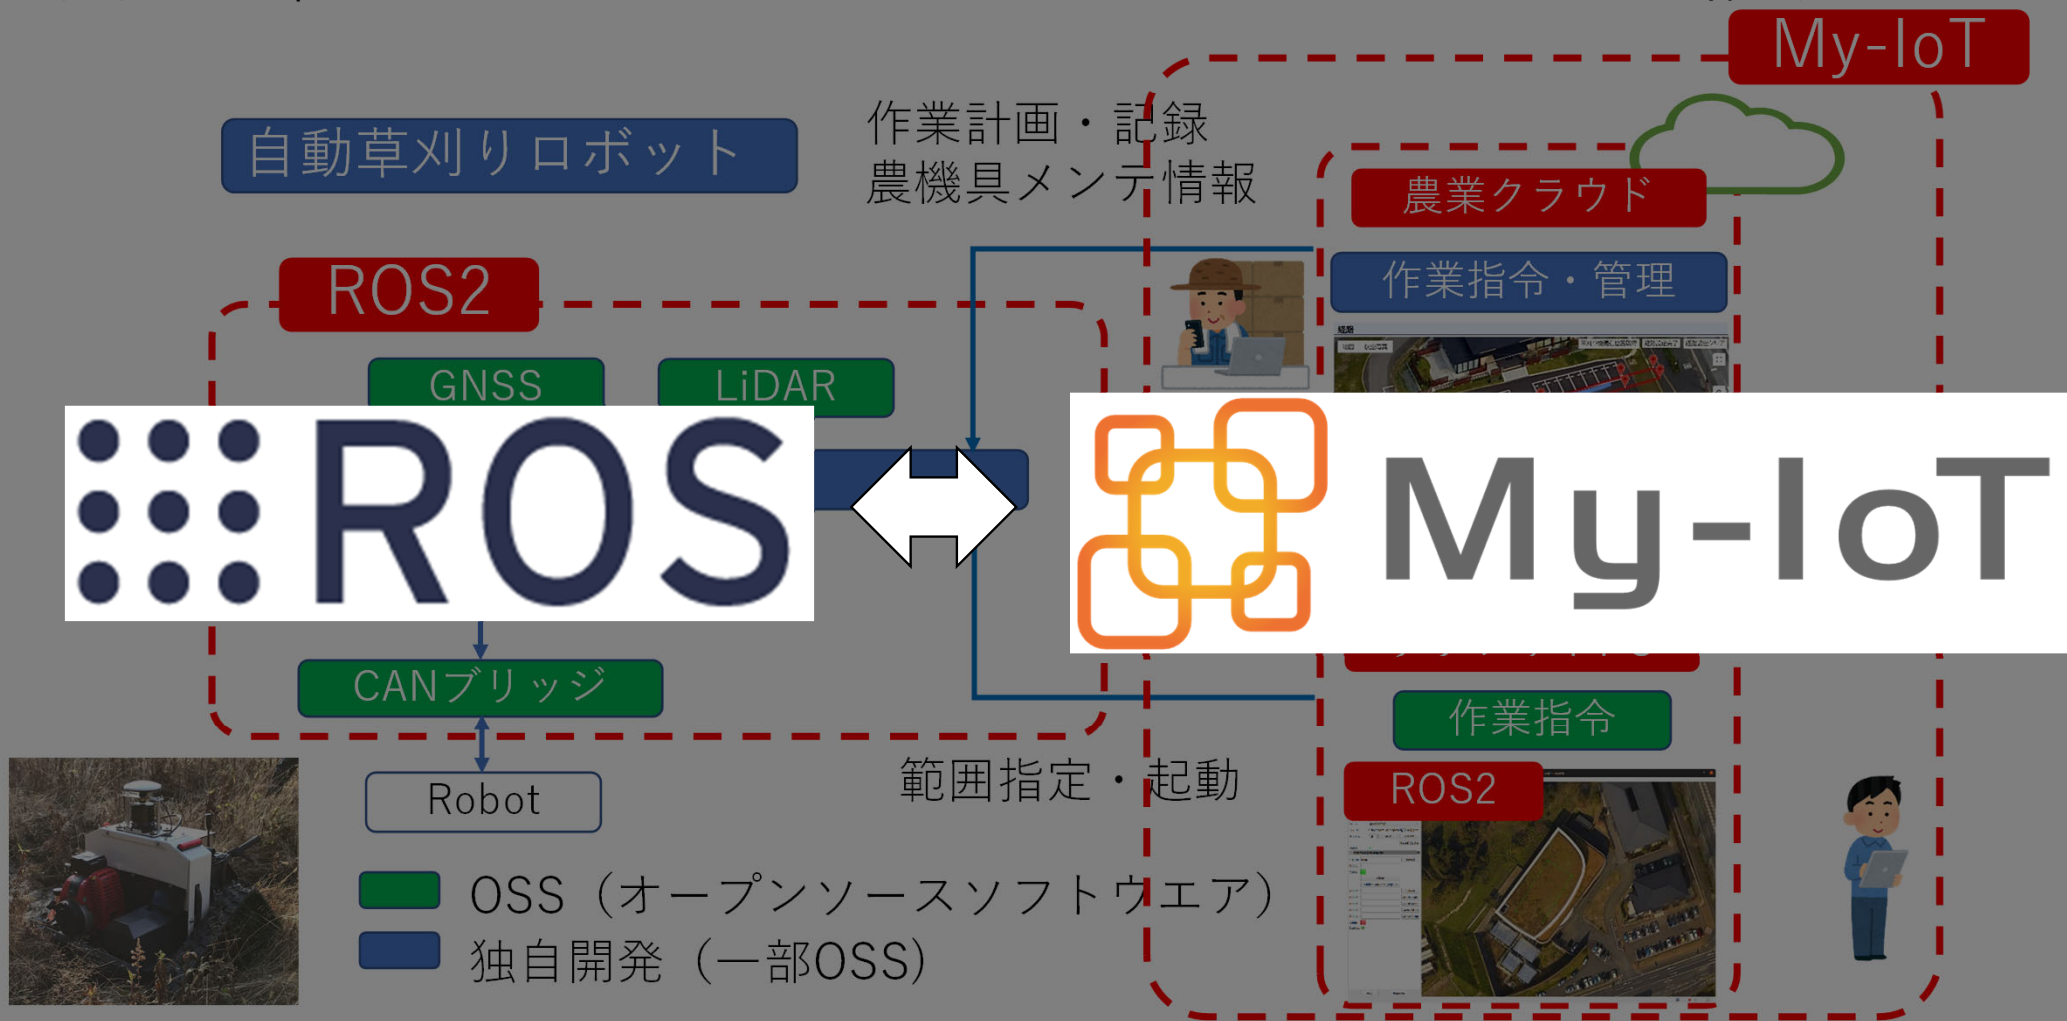 My-IoT
自動草刈りロボット
作業計画・記録
農機具メンテ情報
農業クラウド
作業指令・管理
経路
ROS2
GNSS
LiDAR
ROS
My-IoT
CANブリッジ
作業指令
範囲指定・起動
ROS2
Robot
OSS（オープンソースソフトウエア）
独自開発（一部OSS）